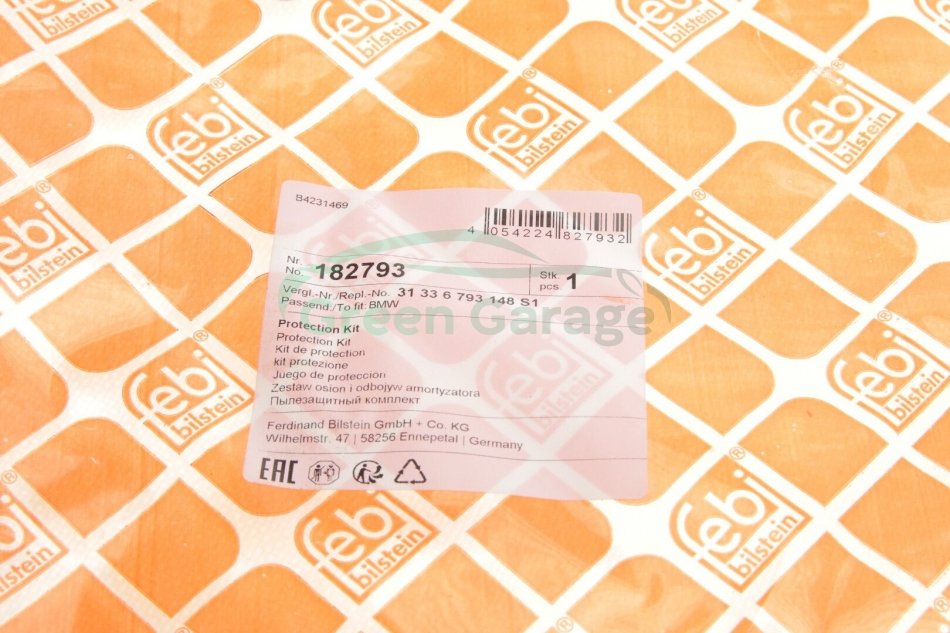 febi
bilstein
B4231469
4 054224 827932
Nr.
No. 182793
Stk.
pcs 1
Vergl.-Nr./Repl.-No. 31 33 6 793 148 S1
Passend:/To fit: BMW
Green Garage
Protection Kit
Protection Kit
Kit de protection
kit protezione
Juego de protección
Zestaw osłon i odbojyw amortyzatora
Пылезащитный комплект
Ferdinand Bilstein GmbH + Co. KG
Wilhelmstr. 47 | 58256 Ennepetal | Germany
EAC